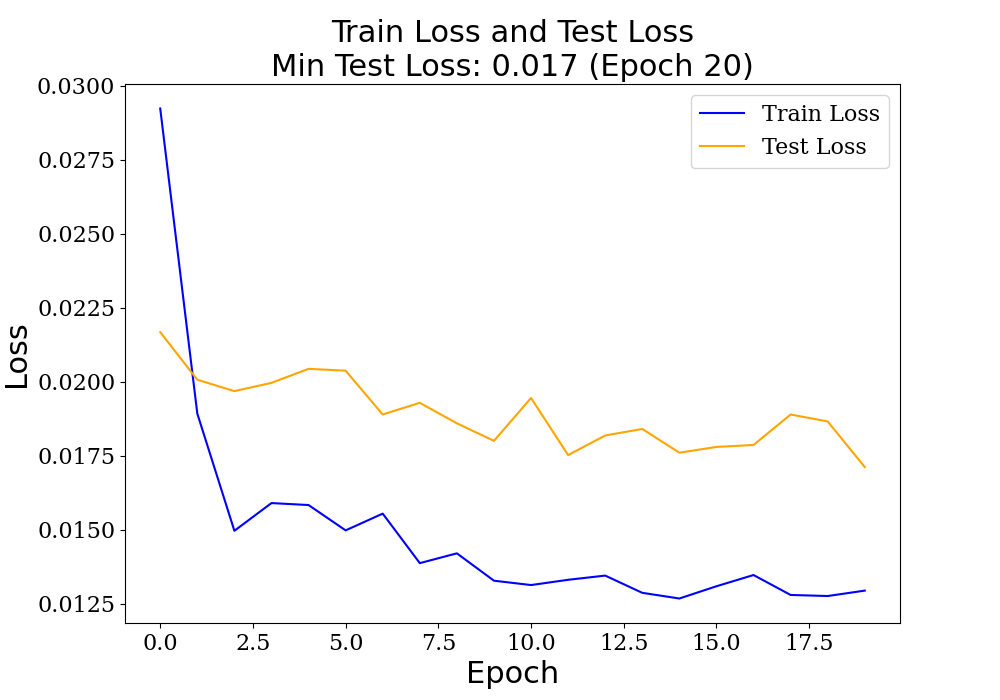 Train Loss and Test Loss
Min Test Loss: 0.017 (Epoch 20)
Train Loss
Test Loss
Loss
0.0300
0.0275
0.0250
0.0225
0.0200
0.0175
0.0150
0.0125
0.0 2.5 5.0 7.5 10.0 12.5 15.0 17.5
Epoch